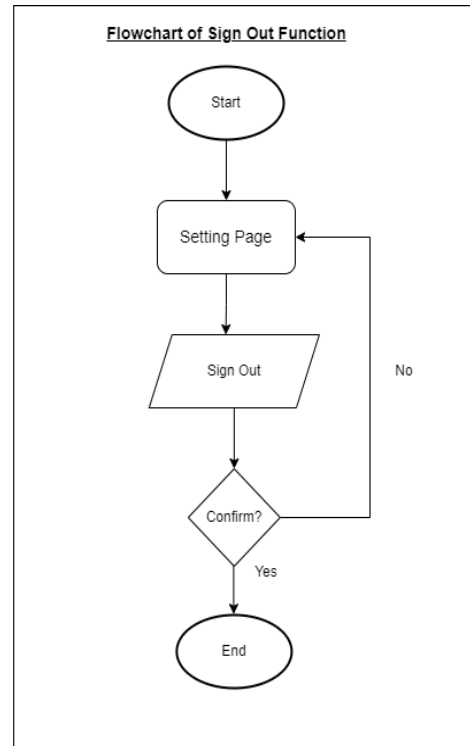 Flowchart of Sign Out Function
Start
Setting Page
Sign Out
No
Confirm?
Yes
End